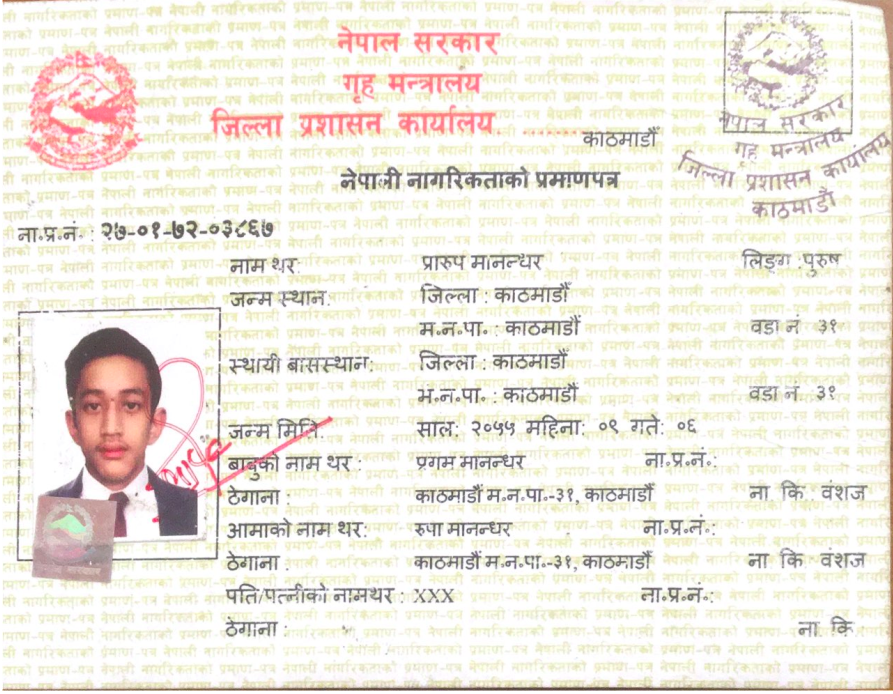 नेपाल सरकार
गृह मन्त्रालय
जिल्ला प्रशासन कार्यालय, ............काठमाडौं
नेपाल सरकार
गृह मन्त्रालय
जिल्ला प्रशासन कार्यालय
काठमाडौं
नेपाली नागरिकताको प्रमाणपत्र
ना.प्र.नं. : २७-०१-७२-०३८६७
नाम थर: प्रारुप मानन्धर लिङ्ग :पुरुष
जन्म स्थान: जिल्ला : काठमाडौं
म.न.पा. : काठमाडौं वडा नं ३१
स्थायी बासस्थान: जिल्ला : काठमाडौं
म.न.पा. : काठमाडौं वडा नं. ३१
जन्म मिति: साल: २०५५ महिना: ०९ गते: ०६
बाबुको नाम थर : प्रगम मानन्धर ना.प्र.नं.:
ठेगाना : काठमाडौं म.न.पा.-३१, काठमाडौं ना कि वंशज
आमाको नाम थर: रुपा मानन्धर ना.प्र.नं.:
ठेगाना : काठमाडौं म.न.पा.-३१, काठमाडौं ना कि वंशज
पति/पत्नीको नामथर : XXX ना.प्र.नं.:
ठेगाना : ना कि